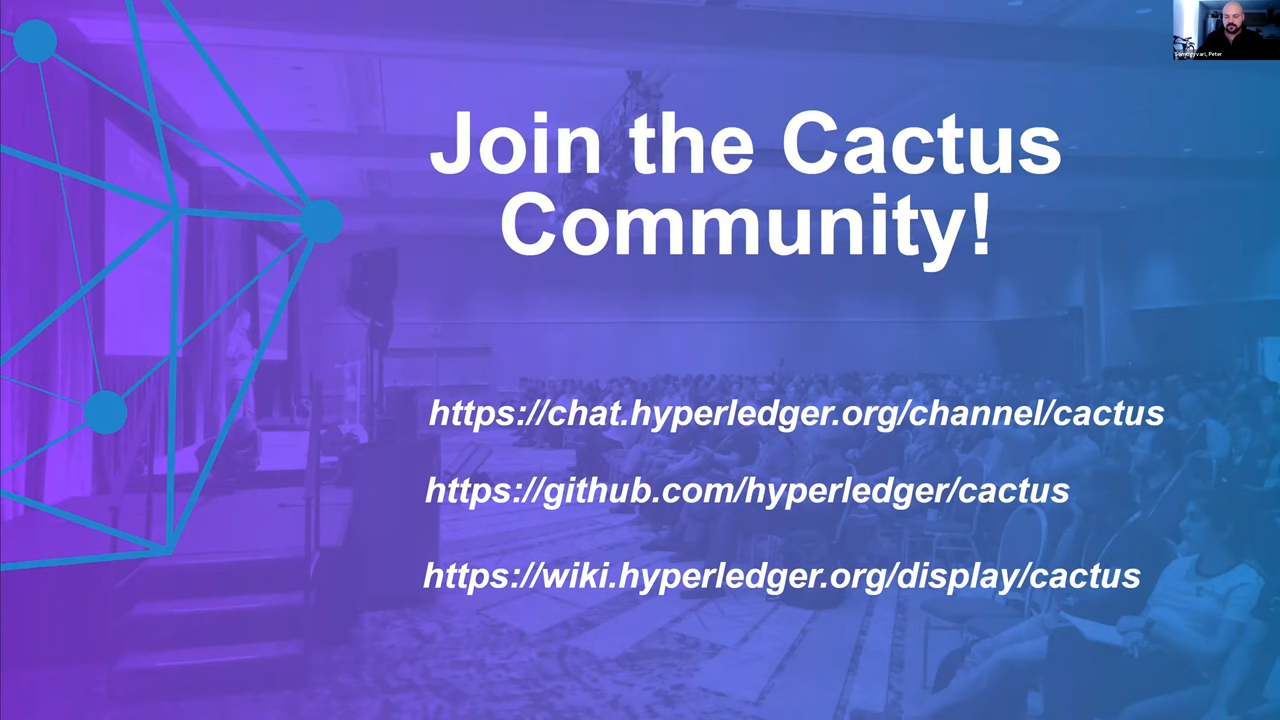 Join the Cactus
Community!
https://chat.hyperledger.org/channel/cactus
https://github.com/hyperledger/cactus
https://wiki.hyperledger.org/display/cactus
Peter